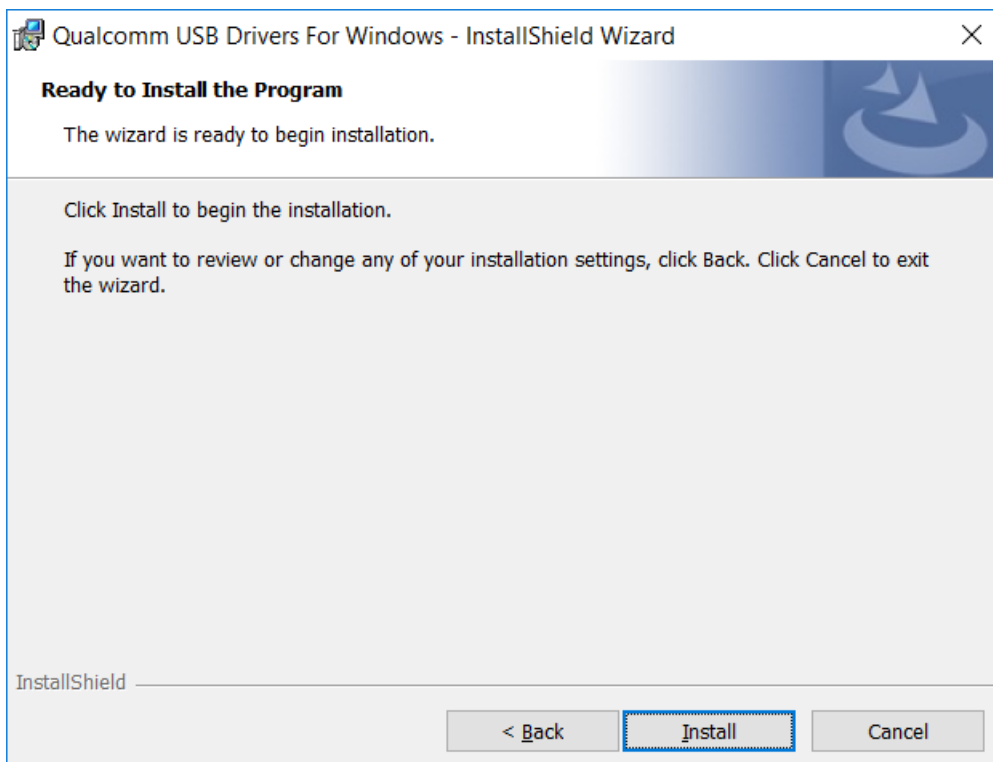 Qualcomm USB Drivers For Windows - InstallShield Wizard
Ready to Install the Program
The wizard is ready to begin installation.
Click Install to begin the installation.
If you want to review or change any of your installation settings, click Back. Click Cancel to exit
the wizard.
InstallShield
< Back
Install
Cancel